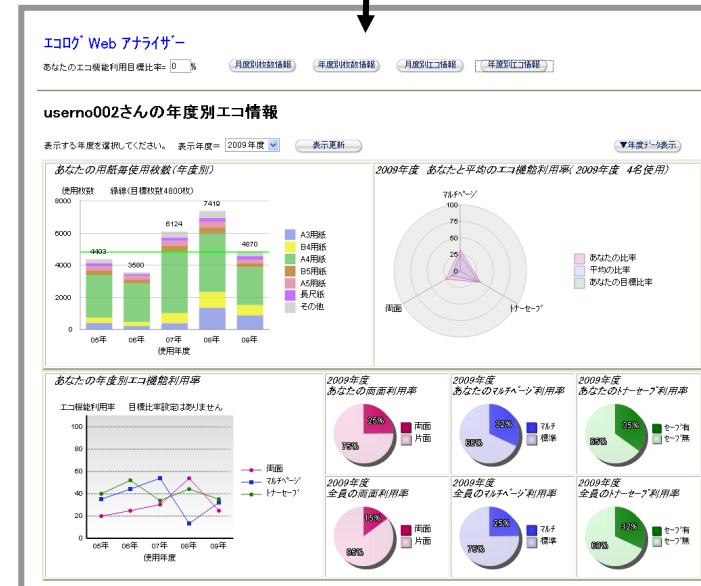 エコログ Web アナライザー
あなたのエコ機能利用目標比率= 0 %
月度別枚数情報 年度別枚数情報 月度別エコ情報 年度別エコ情報
userno002さんの年度別エコ情報
表示する年度を選択してください。 表示年度= 2009年度 表示更新 ▼年度データ表示
あなたの用紙毎使用枚数(年度別)
使用枚数 緑線(目標枚数4800枚)
8000
6000
4000
2000
0
4403
3580
6124
7419
4870
05年 06年 07年 08年 09年
使用年度
A3用紙
B4用紙
A4用紙
B5用紙
A5用紙
長尺紙
その他
2009年度 あなたと平均のエコ機能利用率(2009年度 4名使用)
マルチページ
100
75
50
25
0
両面
トナーセーブ
あなたの比率
平均の比率
あなたの目標比率
あなたの年度別エコ機能利用率
エコ機能利用率 目標比率設定はありません
100
80
60
40
20
0
05年 06年 07年 08年 09年
使用年度
両面
マルチページ
トナーセーブ
2009年度
あなたの両面利用率
25%
75%
両面
片面
2009年度
あなたのマルチページ利用率
32%
68%
マルチ
標準
2009年度
あなたのトナーセーブ利用率
35%
65%
セーブ有
セーブ無
2009年度
全員の両面利用率
15%
85%
両面
片面
2009年度
全員のマルチページ利用率
25%
75%
マルチ
標準
2009年度
全員のトナーセーブ利用率
32%
68%
セーブ有
セーブ無